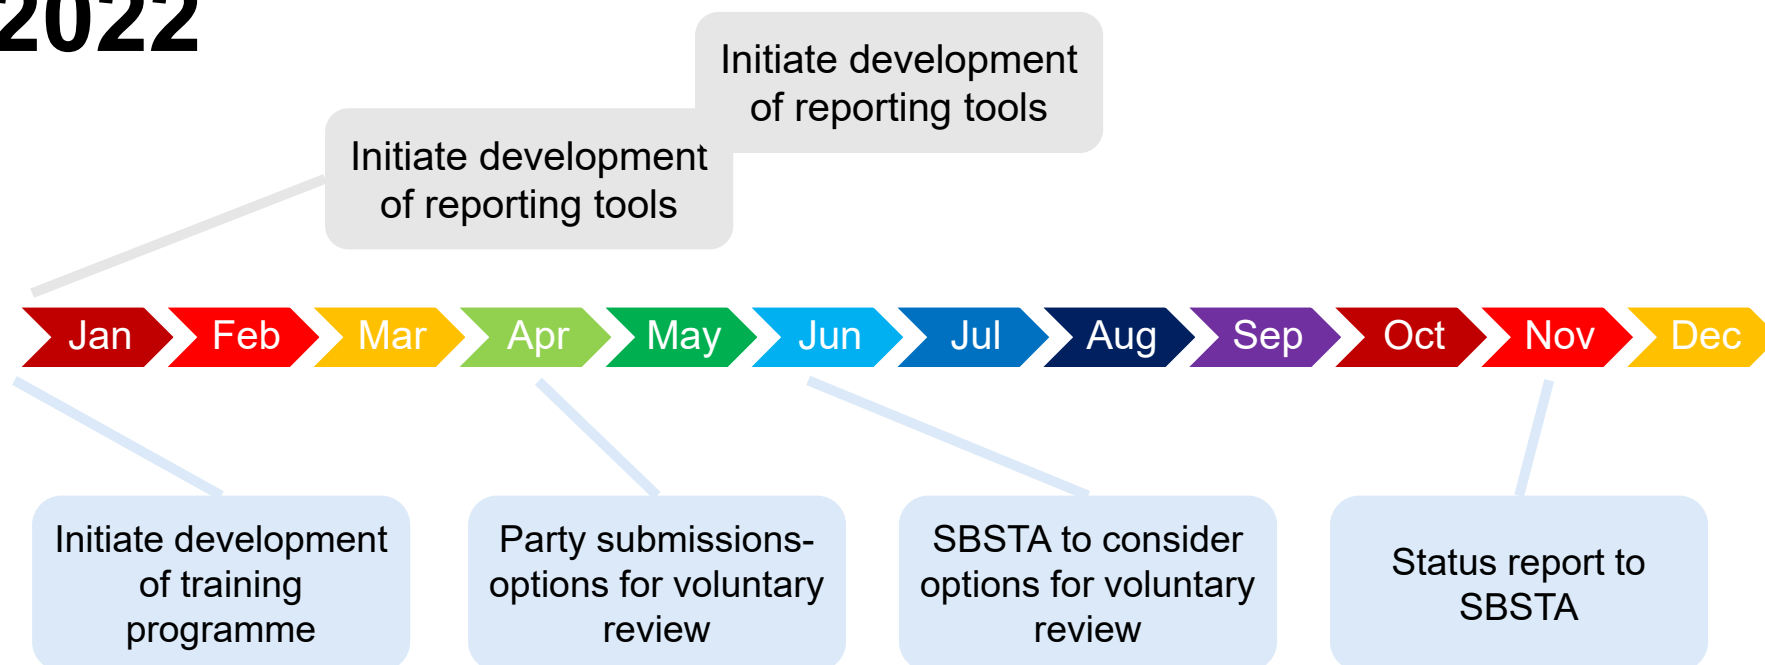 2022
Initiate development
of reporting tools
Initiate development
of reporting tools
Jan Feb Mar Apr May Jun Jul Aug Sep Oct Nov Dec
Initiate development
of training
programme
Party submissions-
options for voluntary
review
SBSTA to consider
options for voluntary
review
Status report to
SBSTA